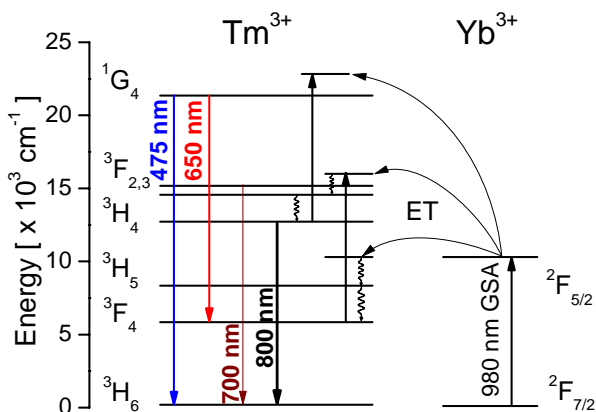 Tm³⁺
Yb³⁺
Energy [ x 10³ cm⁻¹ ]
25
20
15
10
5
0
¹G₄
³F₂,₃
³H₄
³H₅
³F₄
³H₆
475 nm
650 nm
700 nm
800 nm
ET
980 nm GSA
²F₅/₂
²F₇/₂